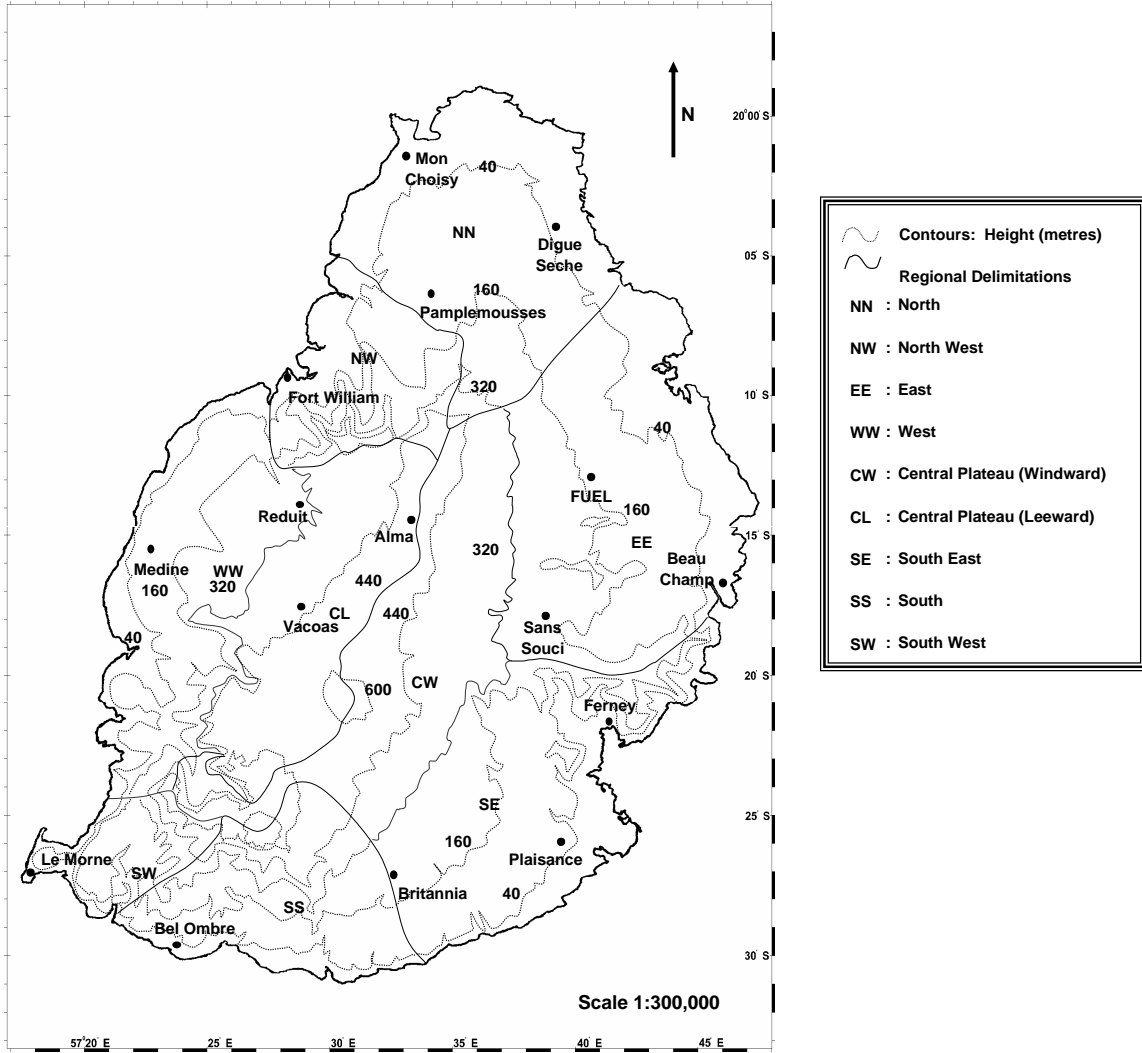 N
20°00' S
Mon
Choisy
40
NN
Digue
Seche
05' S
160
Pamplemousses
NW
320
Fort William
10' S
40
FUEL
160
Reduit
Alma
EE
15' S
320
Medine
160
WW
320
Beau
Champ
440
CL
Vacoas
440
Sans
Souci
40
20' S
600
CW
Ferney
SE
25' S
160
Plaisance
Le Morne
SW
Britannia
40
SS
Bel Ombre
30' S
Scale 1:300,000
57°20' E
25' E
30' E
35' E
40' E
45' E
Contours: Height (metres)
Regional Delimitations
NN : North
NW : North West
EE : East
WW : West
CW : Central Plateau (Windward)
CL : Central Plateau (Leeward)
SE : South East
SS : South
SW : South West